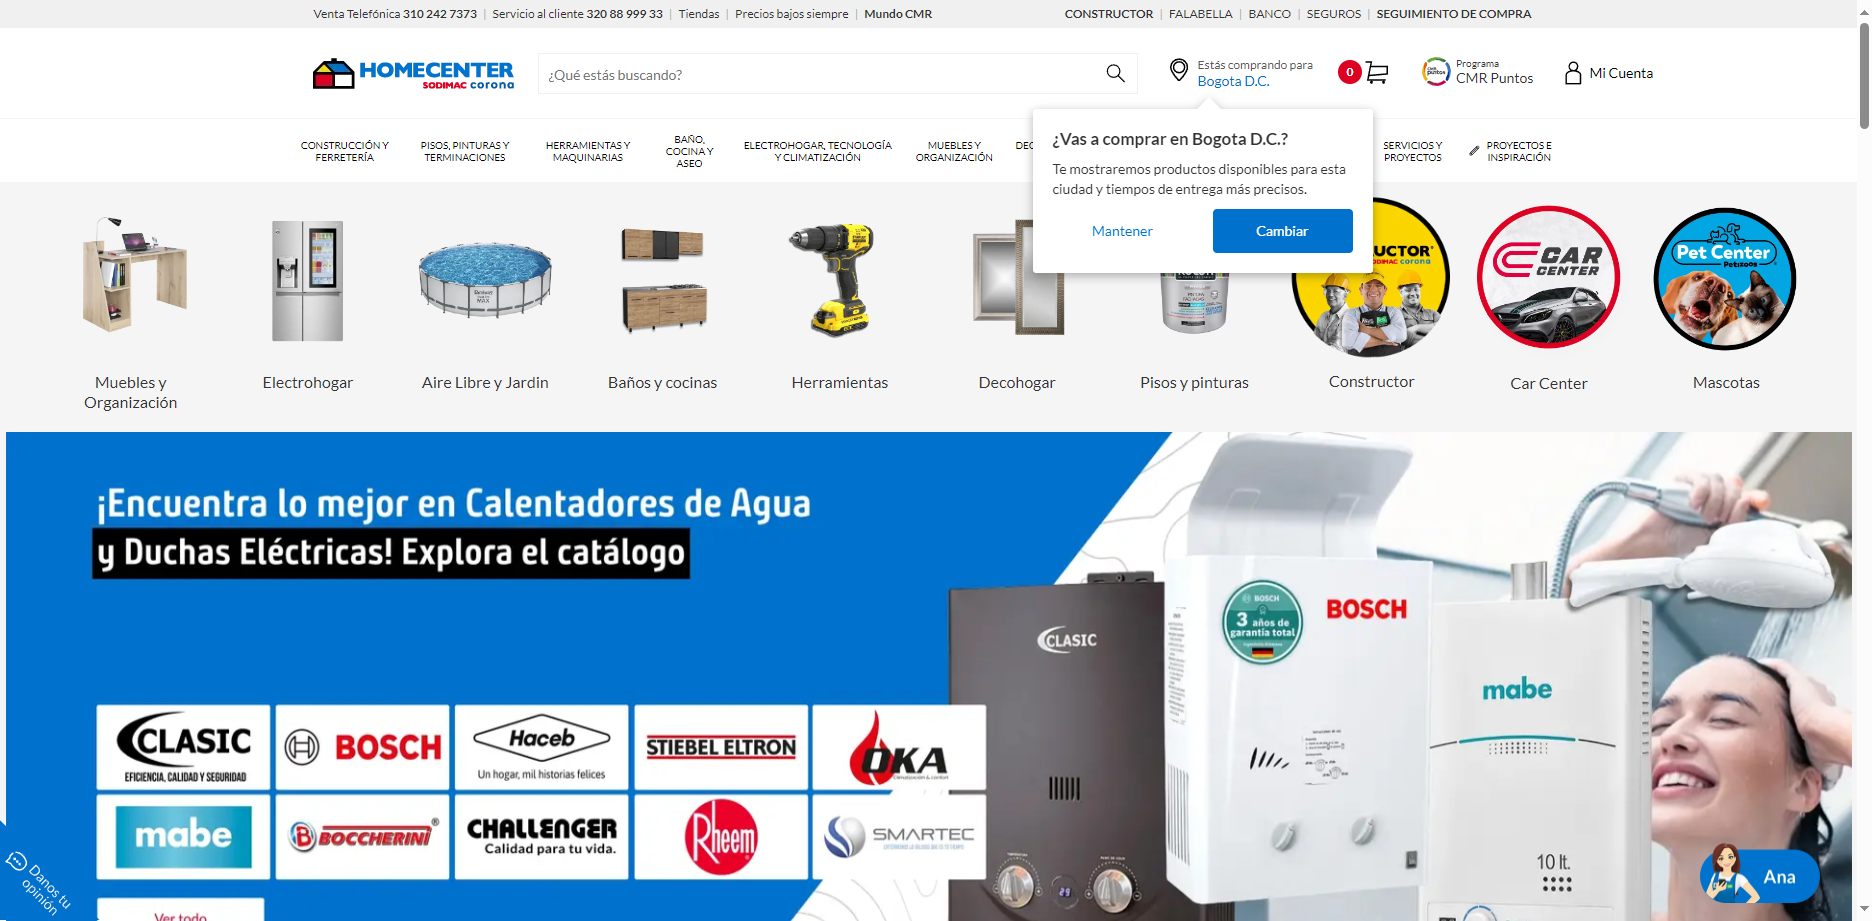 Venta Telefónica 310 242 7373 | Servicio al cliente 320 88 999 33 | Tiendas | Precios bajos siempre | Mundo CMR
CONSTRUCTOR | FALABELLA | BANCO | SEGUROS | SEGUIMIENTO DE COMPRA
HOMECENTER
SODIMAC corona
¿Qué estás buscando?
Estás comprando para
Bogota D.C.
0
Programa
CMR Puntos
Mi Cuenta
CONSTRUCCIÓN Y
FERRETERÍA
PISOS, PINTURAS Y
TERMINACIONES
HERRAMIENTAS Y
MAQUINARIAS
BAÑO,
COCINA Y
ASEO
ELECTROHOGAR, TECNOLOGÍA
Y CLIMATIZACIÓN
MUEBLES Y
ORGANIZACIÓN
SERVICIOS Y
PROYECTOS
PROYECTOS E
INSPIRACIÓN
¿Vas a comprar en Bogota D.C.?
Te mostraremos productos disponibles para esta
ciudad y tiempos de entrega más precisos.
Mantener
Cambiar
CAR
CENTER
Pet Center
Petizoos
Muebles y
Organización
Electrohogar
Aire Libre y Jardin
Baños y cocinas
Herramientas
Decohogar
Pisos y pinturas
Constructor
Car Center
Mascotas
¡Encuentra lo mejor en Calentadores de Agua
y Duchas Eléctricas! Explora el catálogo
CLASIC
EFICIENCIA, CALIDAD Y SEGURIDAD
BOSCH
Haceb
Un hogar, mil historias felices
STIEBEL ELTRON
OKA
Climatización & confort
mabe
BOCCHERINI®
CHALLENGER
Calidad para tu vida.
Rheem
SMARTEC
Ver todo
CLASIC
BOSCH
3 años de
garantía total
BOSCH
mabe
10 lt.
29
Danos tu
opinión
Ana